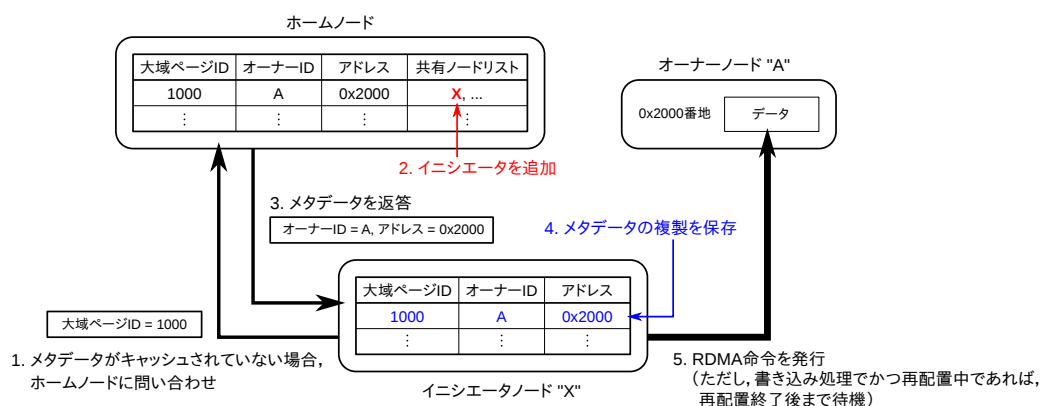 ホームノード
大域ページID オーナーID アドレス 共有ノードリスト
1000 A 0x2000 X, ...
⋮ ⋮ ⋮ ⋮
2. イニシエータを追加
オーナーノード "A"
0x2000番地 データ
3. メタデータを返答
オーナーID = A, アドレス = 0x2000
4. メタデータの複製を保存
大域ページID オーナーID アドレス
1000 A 0x2000
⋮ ⋮ ⋮
イニシエータノード "X"
大域ページID = 1000
1. メタデータがキャッシュされていない場合,
ホームノードに問い合わせ
5. RDMA命令を発行
（ただし, 書き込み処理でかつ再配置中であれば,
再配置終了後まで待機）